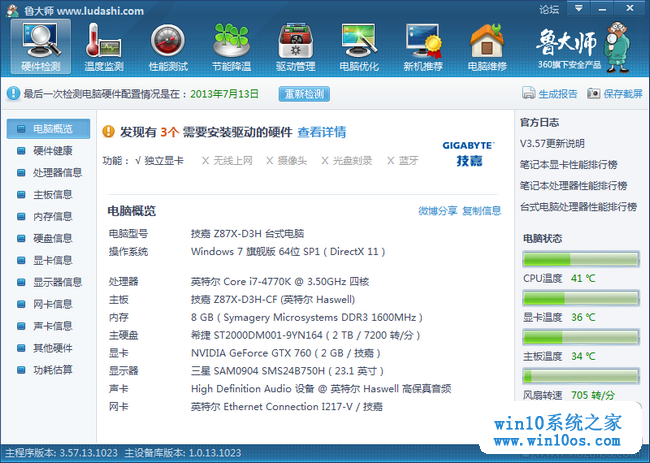 鲁大师 www.ludashi.com
论坛
硬件检测
温度监测
性能测试
节能降温
驱动管理
电脑优化
新机推荐
电脑维修
鲁大师
360旗下安全产品
最后一次检测电脑硬件配置情况是在：2013年7月13日
重新检测
生成报告
保存截屏
电脑概览
硬件健康
处理器信息
主板信息
内存信息
硬盘信息
显卡信息
显示器信息
网卡信息
声卡信息
其他硬件
功耗估算
发现有 3个 需要安装驱动的硬件 查看详情
功能： √ 独立显卡 X 无线上网 X 摄像头 X 光盘刻录 X 蓝牙
GIGABYTE
技嘉
电脑概览
微博分享 复制信息
电脑型号 技嘉 Z87X-D3H 台式电脑
操作系统 Windows 7 旗舰版 64位 SP1 ( DirectX 11 )
处理器 英特尔 Core i7-4770K @ 3.50GHz 四核
主板 技嘉 Z87X-D3H-CF (英特尔 Haswell)
内存 8 GB ( Symagery Microsystems DDR3 1600MHz )
主硬盘 希捷 ST2000DM001-9YN164 ( 2 TB / 7200 转/分 )
显卡 NVIDIA GeForce GTX 760 ( 2 GB / 技嘉 )
显示器 三星 SAM0904 SMS24B750H ( 23.1 英寸 )
声卡 High Definition Audio 设备 @ 英特尔 Haswell 高保真音频
网卡 英特尔 Ethernet Connection I217-V / 技嘉
官方日志
V3.57更新说明
笔记本显卡性能排行榜
笔记本处理器性能排行榜
台式电脑处理器性能排行榜
电脑状态
CPU温度 41 ℃
显卡温度 36 ℃
主板温度 34 ℃
风扇转速 705 转/分
win10系统之家
www.win10os.com
主程序版本: 3.57.13.1023 主设备库版本: 1.0.13.1023